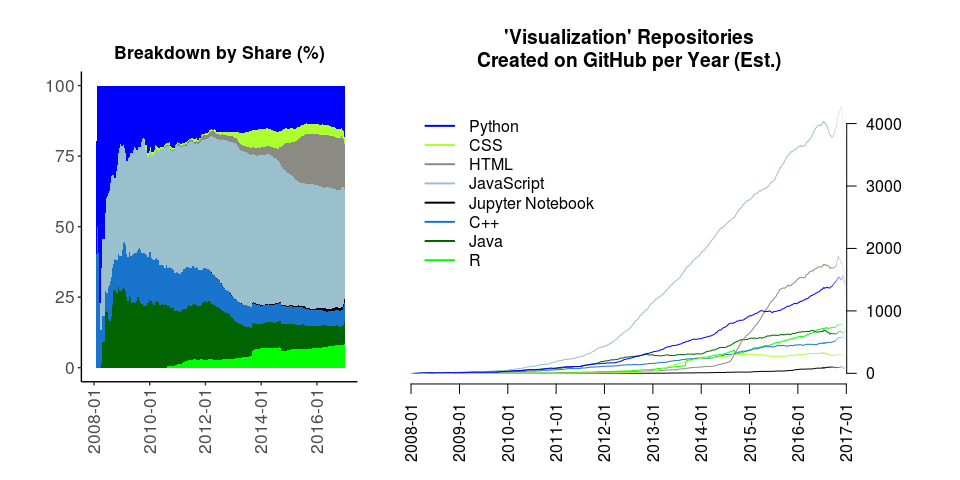 Breakdown by Share (%)
100
75
50
25
0
2008-01
2010-01
2012-01
2014-01
2016-01
'Visualization' Repositories
Created on GitHub per Year (Est.)
Python
CSS
HTML
JavaScript
Jupyter Notebook
C++
Java
R
4000
3000
2000
1000
0
2008-01
2009-01
2010-01
2011-01
2012-01
2013-01
2014-01
2015-01
2016-01
2017-01